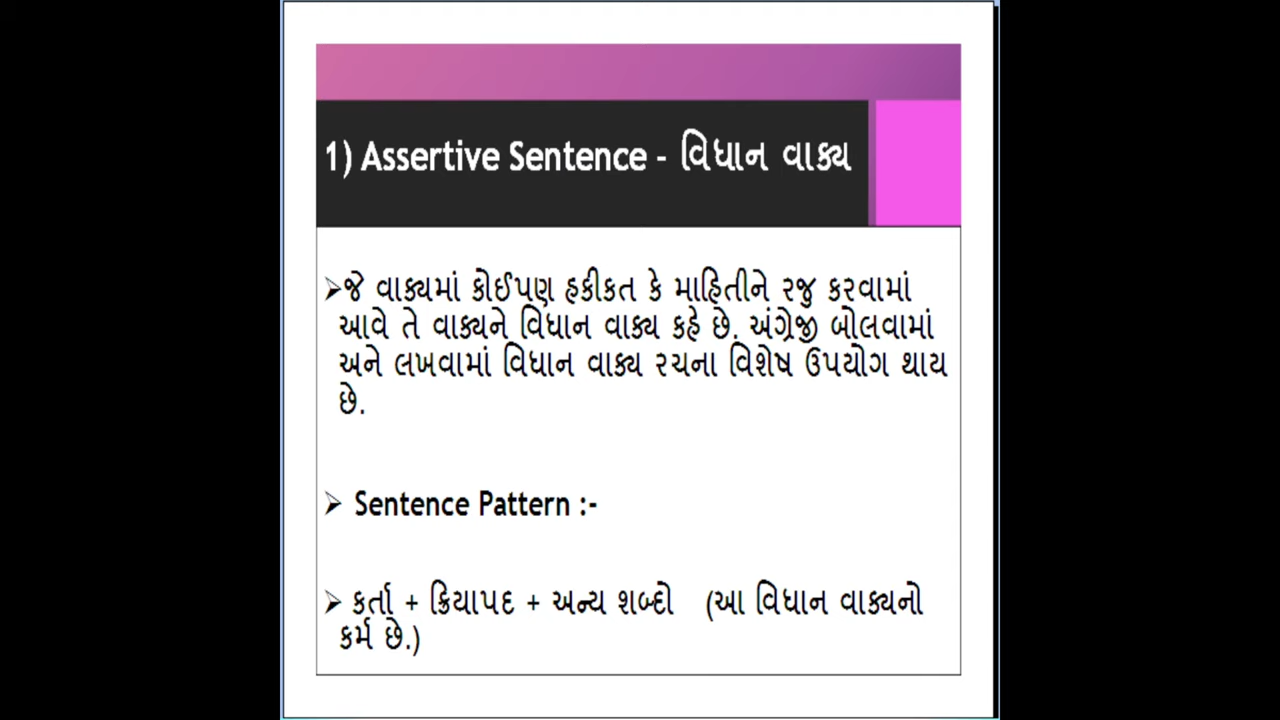 1) Assertive Sentence - વિધાન વાક્ય
➢જે વાક્યમાં કોઈપણ હકીકત કે માહિતીને રજુ કરવામાં
આવે તે વાક્યને વિધાન વાક્ય કહે છે. અંગ્રેજી બોલવામાં
અને લખવામાં વિધાન વાક્ય રચના વિશેષ ઉપયોગ થાય
છે.
➢ Sentence Pattern :-
➢ કર્તા + ક્રિયાપદ + અન્ય શબ્દો (આ વિધાન વાક્યનો
કર્મ છે.)